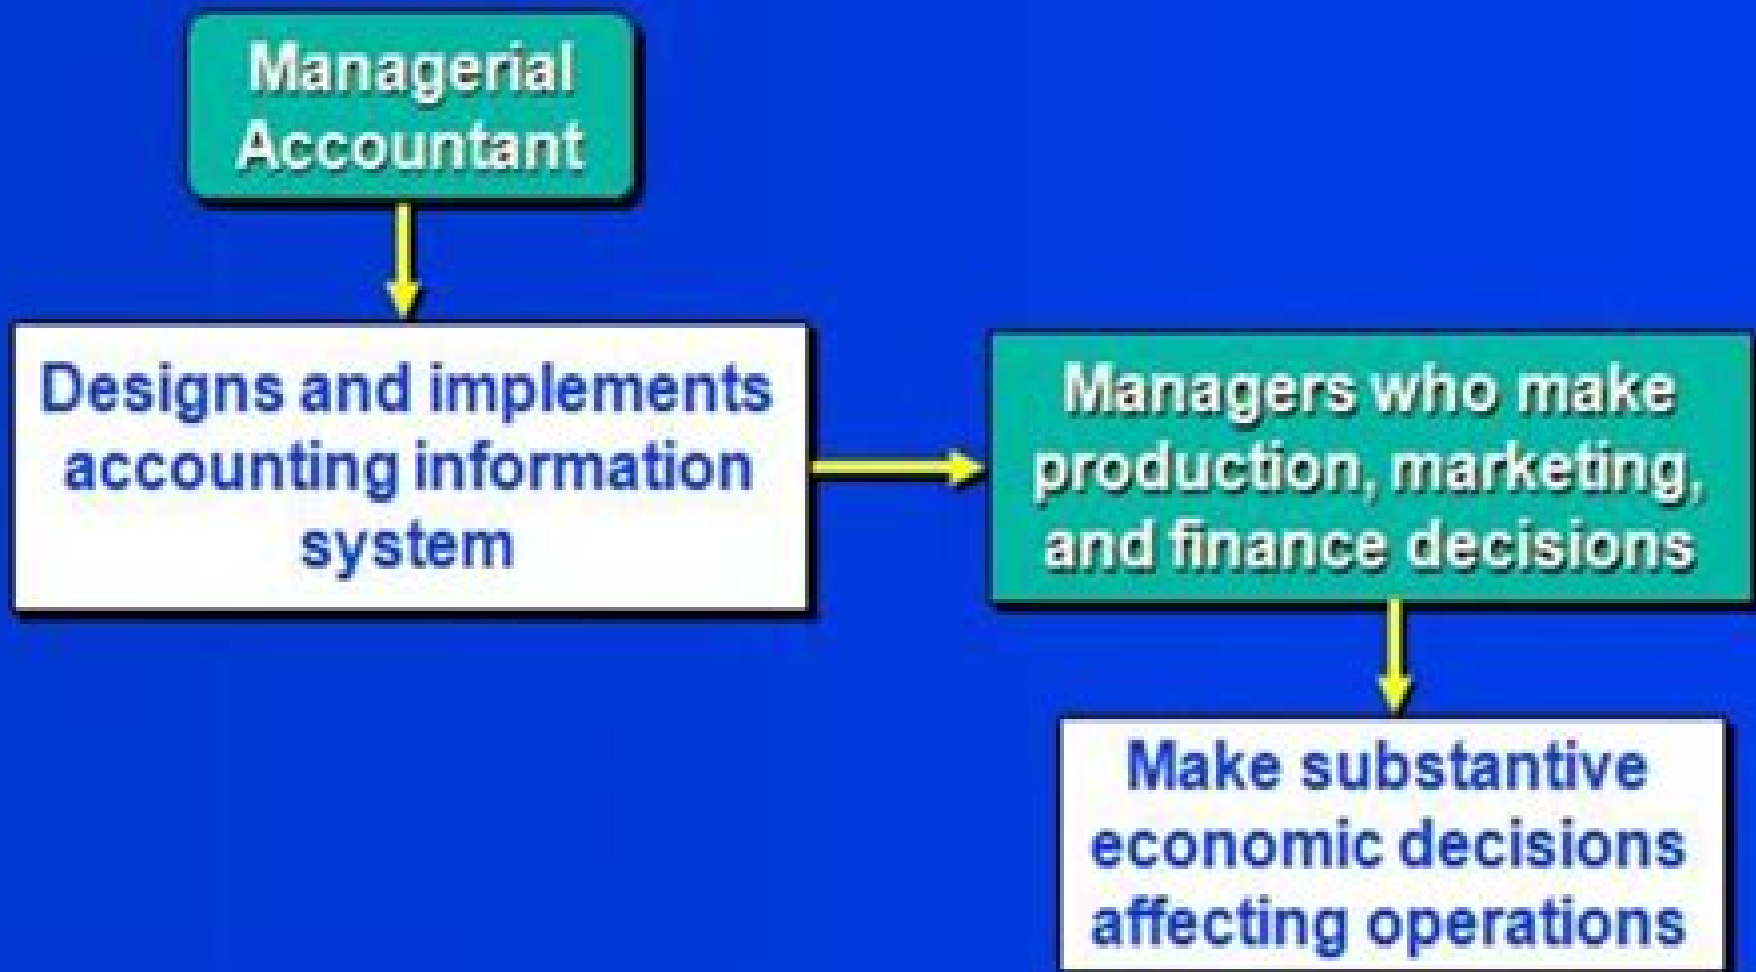 Managerial
Accountant
Designs and implements
accounting information
system
Managers who make
production, marketing,
and finance decisions
Make substantive
economic decisions
affecting operations